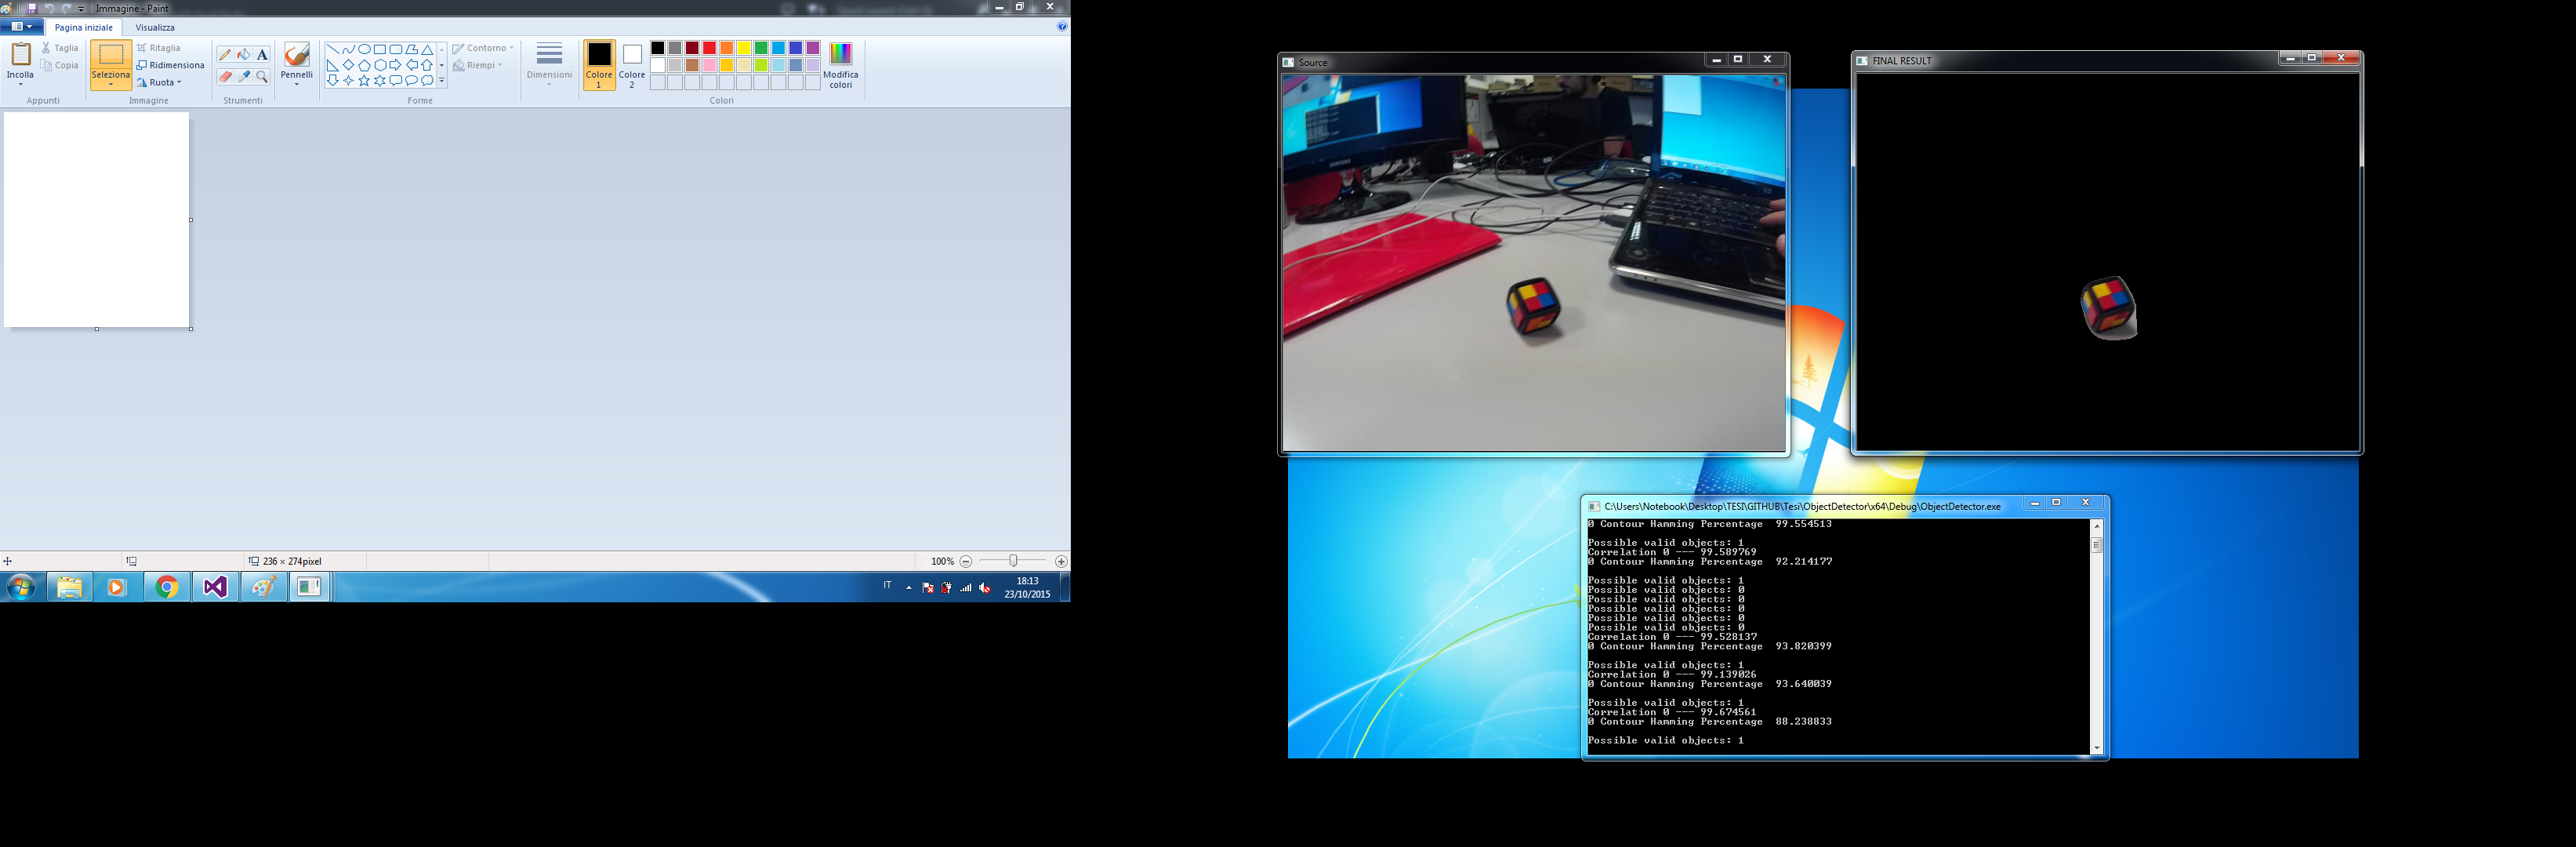 Immagine - Paint
Pagina iniziale
Visualizza
Incolla
Taglia
Copia
Appunti
Seleziona
Ritaglia
Ridimensiona
Ruota
Immagine
A
Strumenti
Pennelli
Contorno
Riempi
Forme
Dimensioni
Colore
1
Colore
2
Modifica
colori
Colori
236 × 274pixel
100%
IT
18:13
23/10/2015
Source
SAMSUNG
FINAL RESULT
C:\Users\Notebook\Desktop\TESI\GITHUB\Tesi\ObjectDetector\x64\Debug\ObjectDetector.exe
0 Contour Hamming Percentage  99.554513
Possible valid objects: 1
Correlation 0 --- 99.589769
0 Contour Hamming Percentage  92.214177
Possible valid objects: 1
Possible valid objects: 0
Possible valid objects: 0
Possible valid objects: 0
Possible valid objects: 0
Possible valid objects: 0
Correlation 0 --- 99.528137
0 Contour Hamming Percentage  93.820399
Possible valid objects: 1
Correlation 0 --- 99.139026
0 Contour Hamming Percentage  93.640039
Possible valid objects: 1
Correlation 0 --- 99.674561
0 Contour Hamming Percentage  88.238833
Possible valid objects: 1